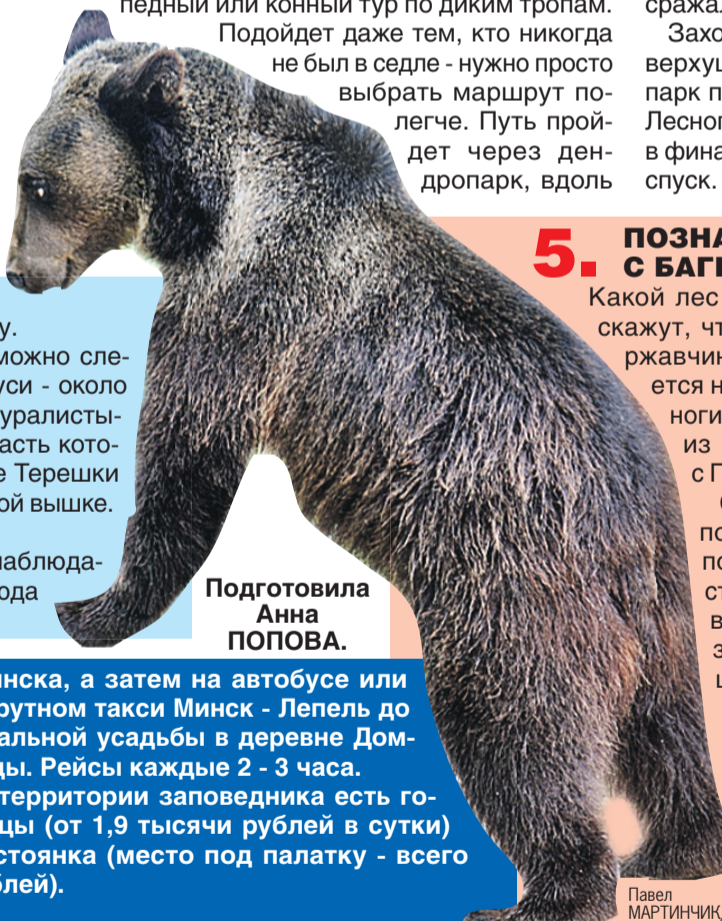 педный или конный тур по диким тропам.
Подойдет даже тем, кто никогда
не был в седле - нужно просто
выбрать маршрут по-
легче. Путь прой-
дет через ден-
дропарк, вдоль
сражал
Захо
верхуш
парк п
Лесног
в фина
спуск.
у.
можно сле-
уси - около
уралисты-
асть кото-
е Терешки
ой вышке.
наблюда-
ода
Подготовила
Анна
ПОПОВА.
инска, а затем на автобусе или
рутном такси Минск - Лепель до
альной усадьбы в деревне Дом-
цы. Рейсы каждые 2 - 3 часа.
территории заповедника есть го-
цы (от 1,9 тысячи рублей в сутки)
стоянка (место под палатку - всего
блей).
5. ПОЗНА
С БАГ
Какой лес
скажут, чт
ржавчин
ется н
ноги
из
с П
по
по
ст
в
з
Павел
МАРТИНЧИК